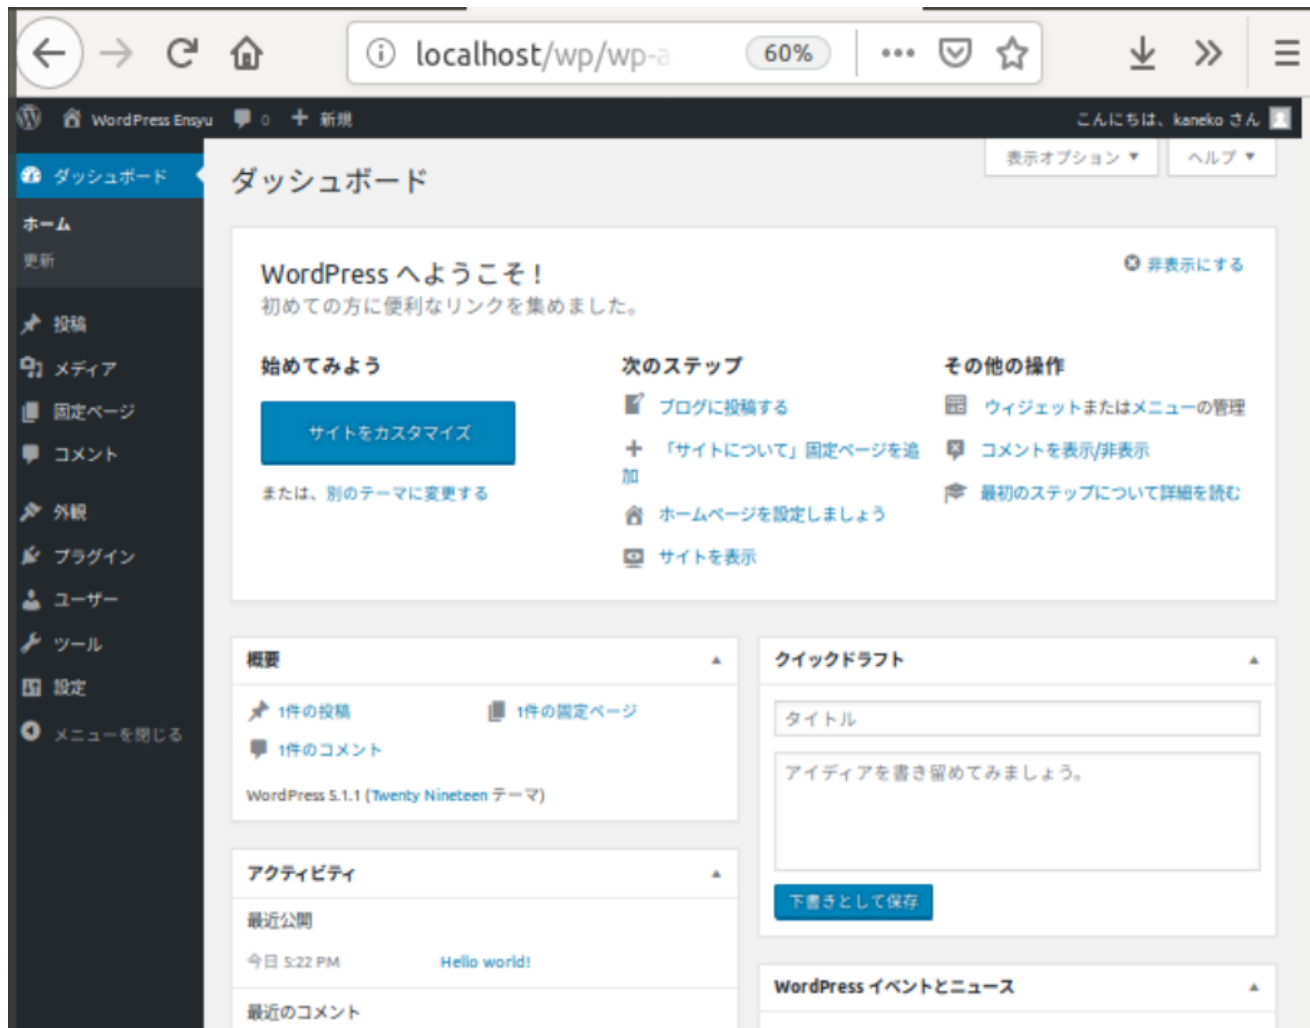 localhost/wp/wp-a
60%
WordPress Ensyu
0
新規
こんにちは、kaneko さん
ダッシュボード
ホーム
更新
投稿
メディア
固定ページ
コメント
外観
プラグイン
ユーザー
ツール
設定
メニューを閉じる
ダッシュボード
表示オプション
ヘルプ
WordPress へようこそ !
初めての方に便利なリンクを集めました。
非表示にする
始めてみよう
サイトをカスタマイズ
または、別のテーマに変更する
次のステップ
ブログに投稿する
「サイトについて」固定ページを追
加
ホームページを設定しましょう
サイトを表示
その他の操作
ウィジェットまたはメニューの管理
コメントを表示/非表示
最初のステップについて詳細を読む
概要
1件の投稿
1件の固定ページ
1件のコメント
WordPress 5.1.1 (Twenty Nineteen テーマ)
アクティビティ
最近公開
今日 5:22 PM
Hello world!
最近のコメント
クイックドラフト
タイトル
アイディアを書き留めてみましょう。
下書きとして保存
WordPress イベントとニュース